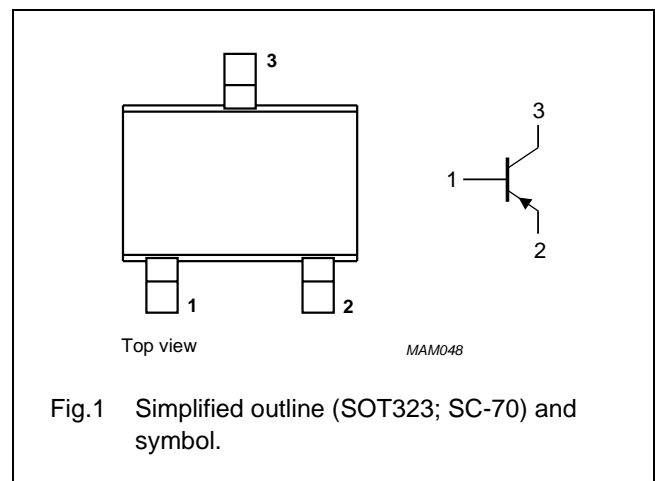 3
3
1
2
1
2
Top view
MAM048
Fig.1 Simplified outline (SOT323; SC-70) and
symbol.